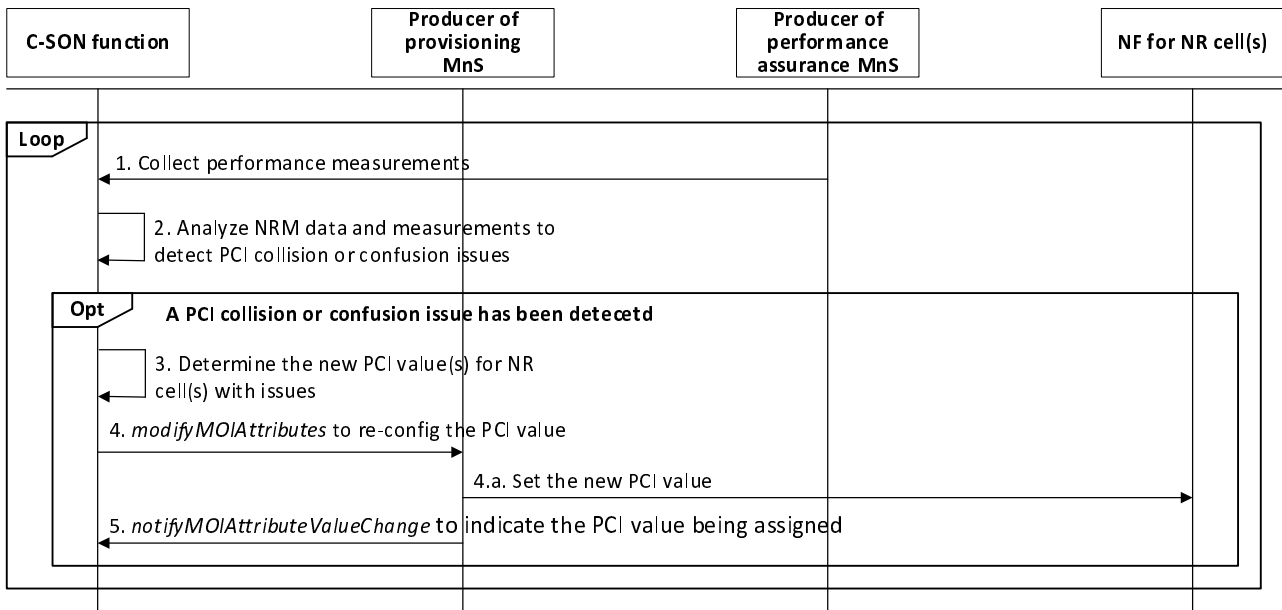 C-SON function
Producer of
provisioning
MnS
Producer of
performance
assurance MnS
NF for NR cell(s)
Loop
1. Collect performance measurements
2. Analyze NRM data and measurements to
detect PCI collision or confusion issues
Opt
A PCI collision or confusion issue has been detecetd
3. Determine the new PCI value(s) for NR
cell(s) with issues
4. modifyMOIAttributes to re-config the PCI value
4.a. Set the new PCI value
5. notifyMOIAttributeValueChange to indicate the PCI value being assigned